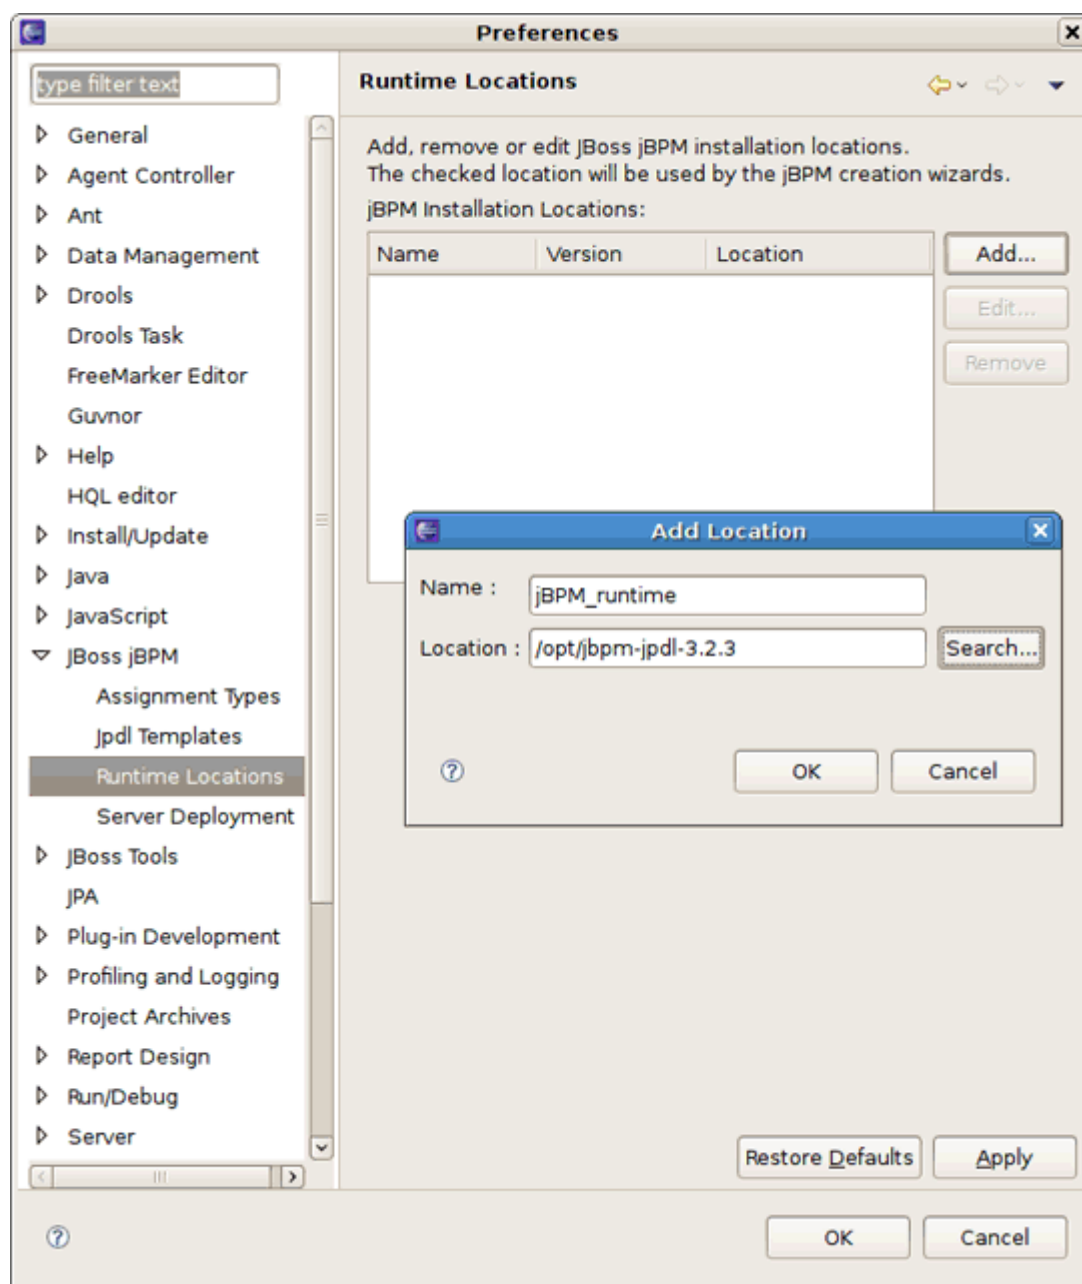 Preferences
type filter text
General
Agent Controller
Ant
Data Management
Drools
Drools Task
FreeMarker Editor
Guvnor
Help
HQL editor
Install/Update
Java
JavaScript
JBoss jBPM
Assignment Types
Jpdl Templates
Runtime Locations
Server Deployment
JBoss Tools
JPA
Plug-in Development
Profiling and Logging
Project Archives
Report Design
Run/Debug
Server
Runtime Locations
Add, remove or edit JBoss jBPM installation locations.
The checked location will be used by the jBPM creation wizards.
jBPM Installation Locations:
Name Version Location
Add...
Edit...
Remove
Add Location
Name : jBPM_runtime
Location : /opt/jbpm-jpdl-3.2.3 Search...
OK Cancel
Restore Defaults Apply
OK Cancel